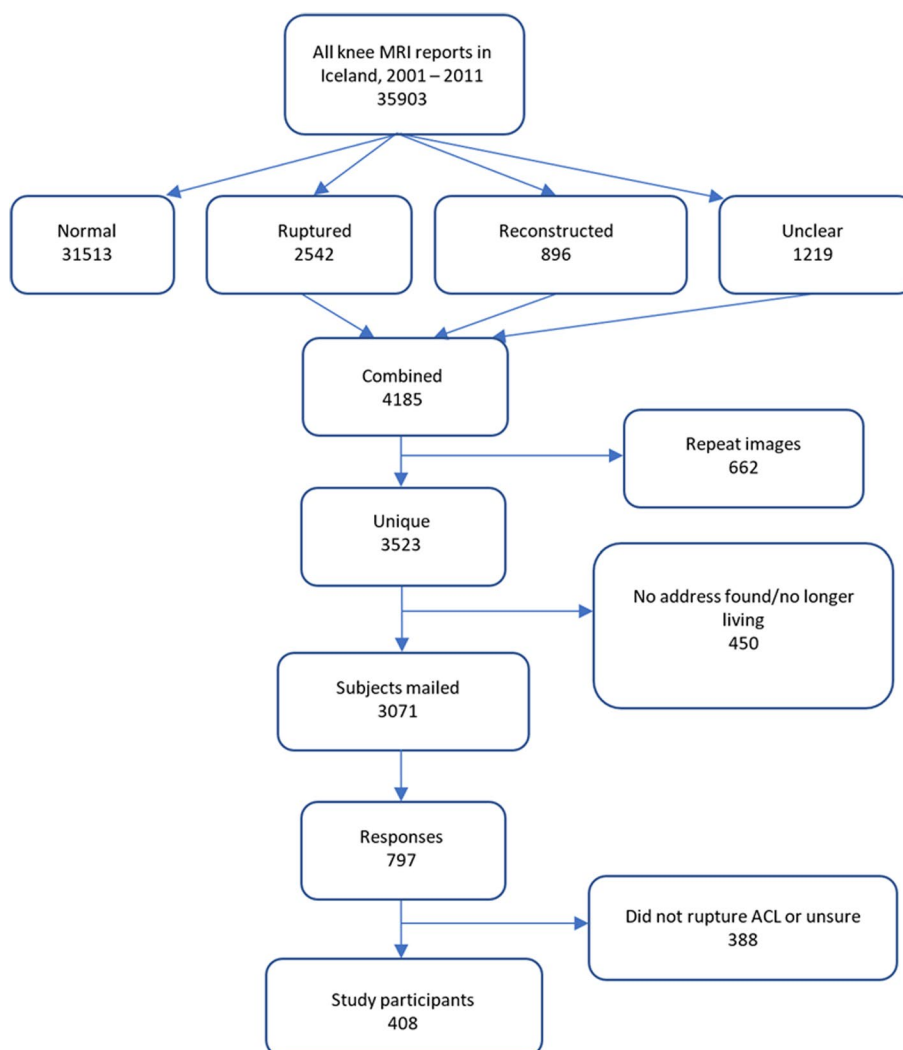 All knee MRI reports in
Iceland, 2001 – 2011
35903
Normal
31513
Ruptured
2542
Reconstructed
896
Unclear
1219
Combined
4185
Repeat images
662
Unique
3523
No address found/no longer
living
450
Subjects mailed
3071
Responses
797
Did not rupture ACL or unsure
388
Study participants
408